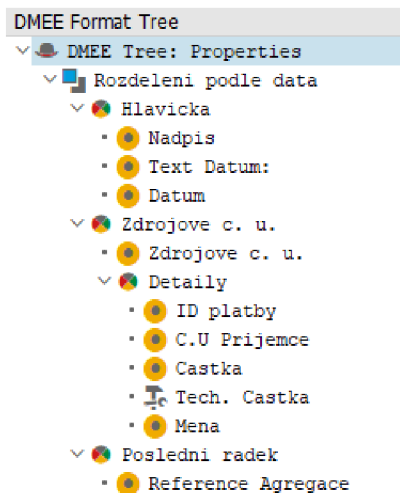 DMEE Format Tree
DMEE Tree: Properties
Rozdeleni podle data
Hlavicka
Nadpis
Text Datum:
Datum
Zdrojove c. u.
Zdrojove c. u.
Detaily
ID platby
C.U Prijemce
Castka
Tech. Castka
Mena
Posledni radek
Reference Agregace